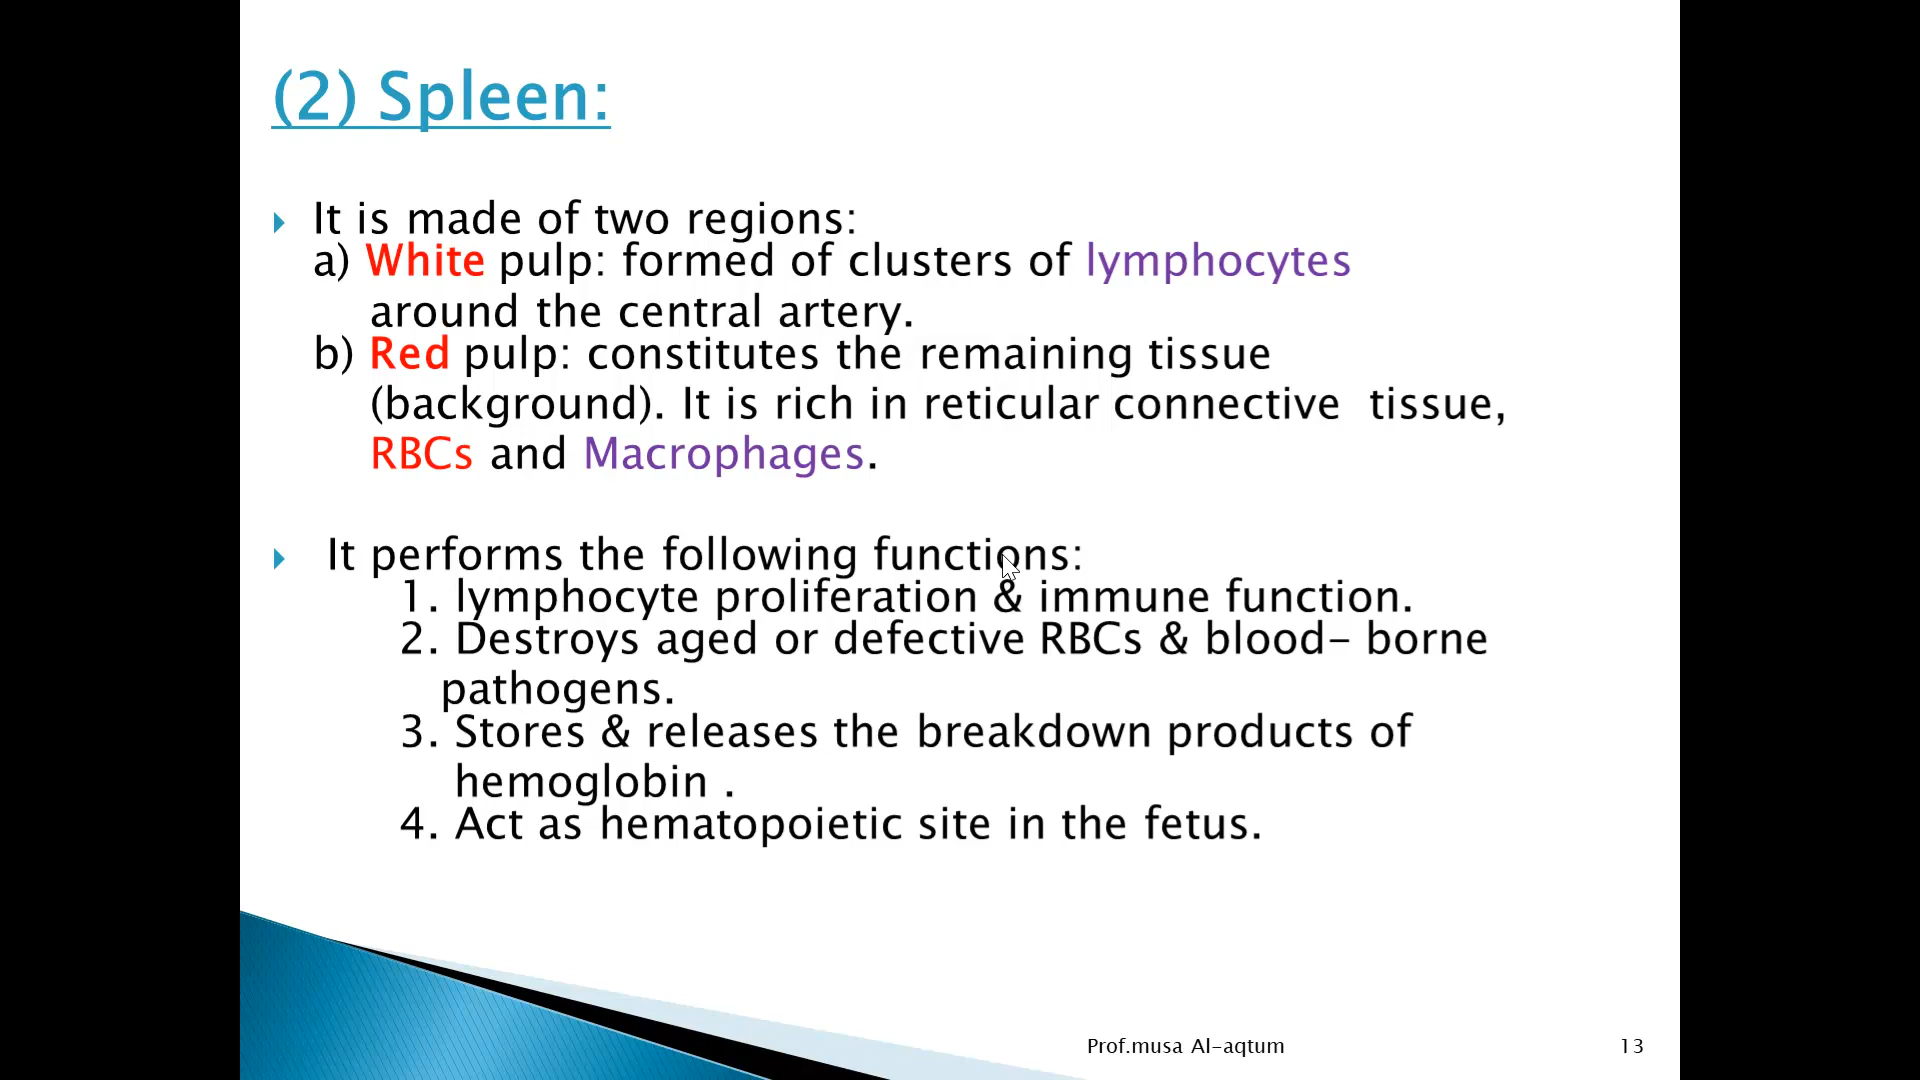 (2) Spleen:
It is made of two regions:
a) White pulp: formed of clusters of lymphocytes
around the central artery.
b) Red pulp: constitutes the remaining tissue
(background). It is rich in reticular connective  tissue,
RBCs and Macrophages.
It performs the following functions:
1. lymphocyte proliferation & immune function.
2. Destroys aged or defective RBCs & blood- borne
pathogens.
3. Stores & releases the breakdown products of
hemoglobin .
4. Act as hematopoietic site in the fetus.
Prof.musa Al-aqtum 13